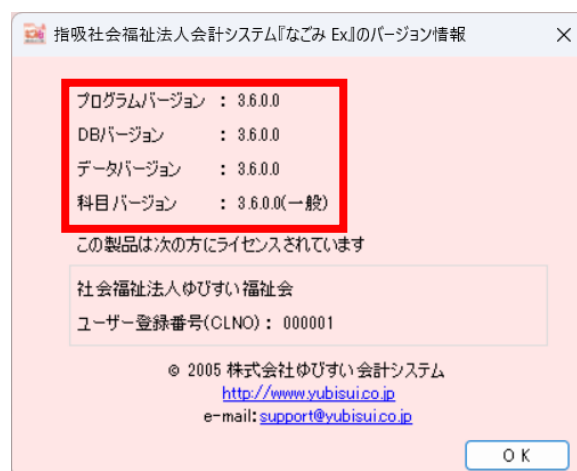 指吸社会福祉法人会計システム『なごみ Ex』のバージョン情報
プログラムバージョン : 3.6.0.0
DBバージョン : 3.6.0.0
データバージョン : 3.6.0.0
科目バージョン : 3.6.0.0(一般)
この製品は次の方にライセンスされています
社会福祉法人ゆびすい福祉会
ユーザー登録番号(CLNO) : 000001
© 2005 株式会社ゆびすい会計システム
http://www.yubisui.co.jp
e-mail:support@yubisui.co.jp
O K